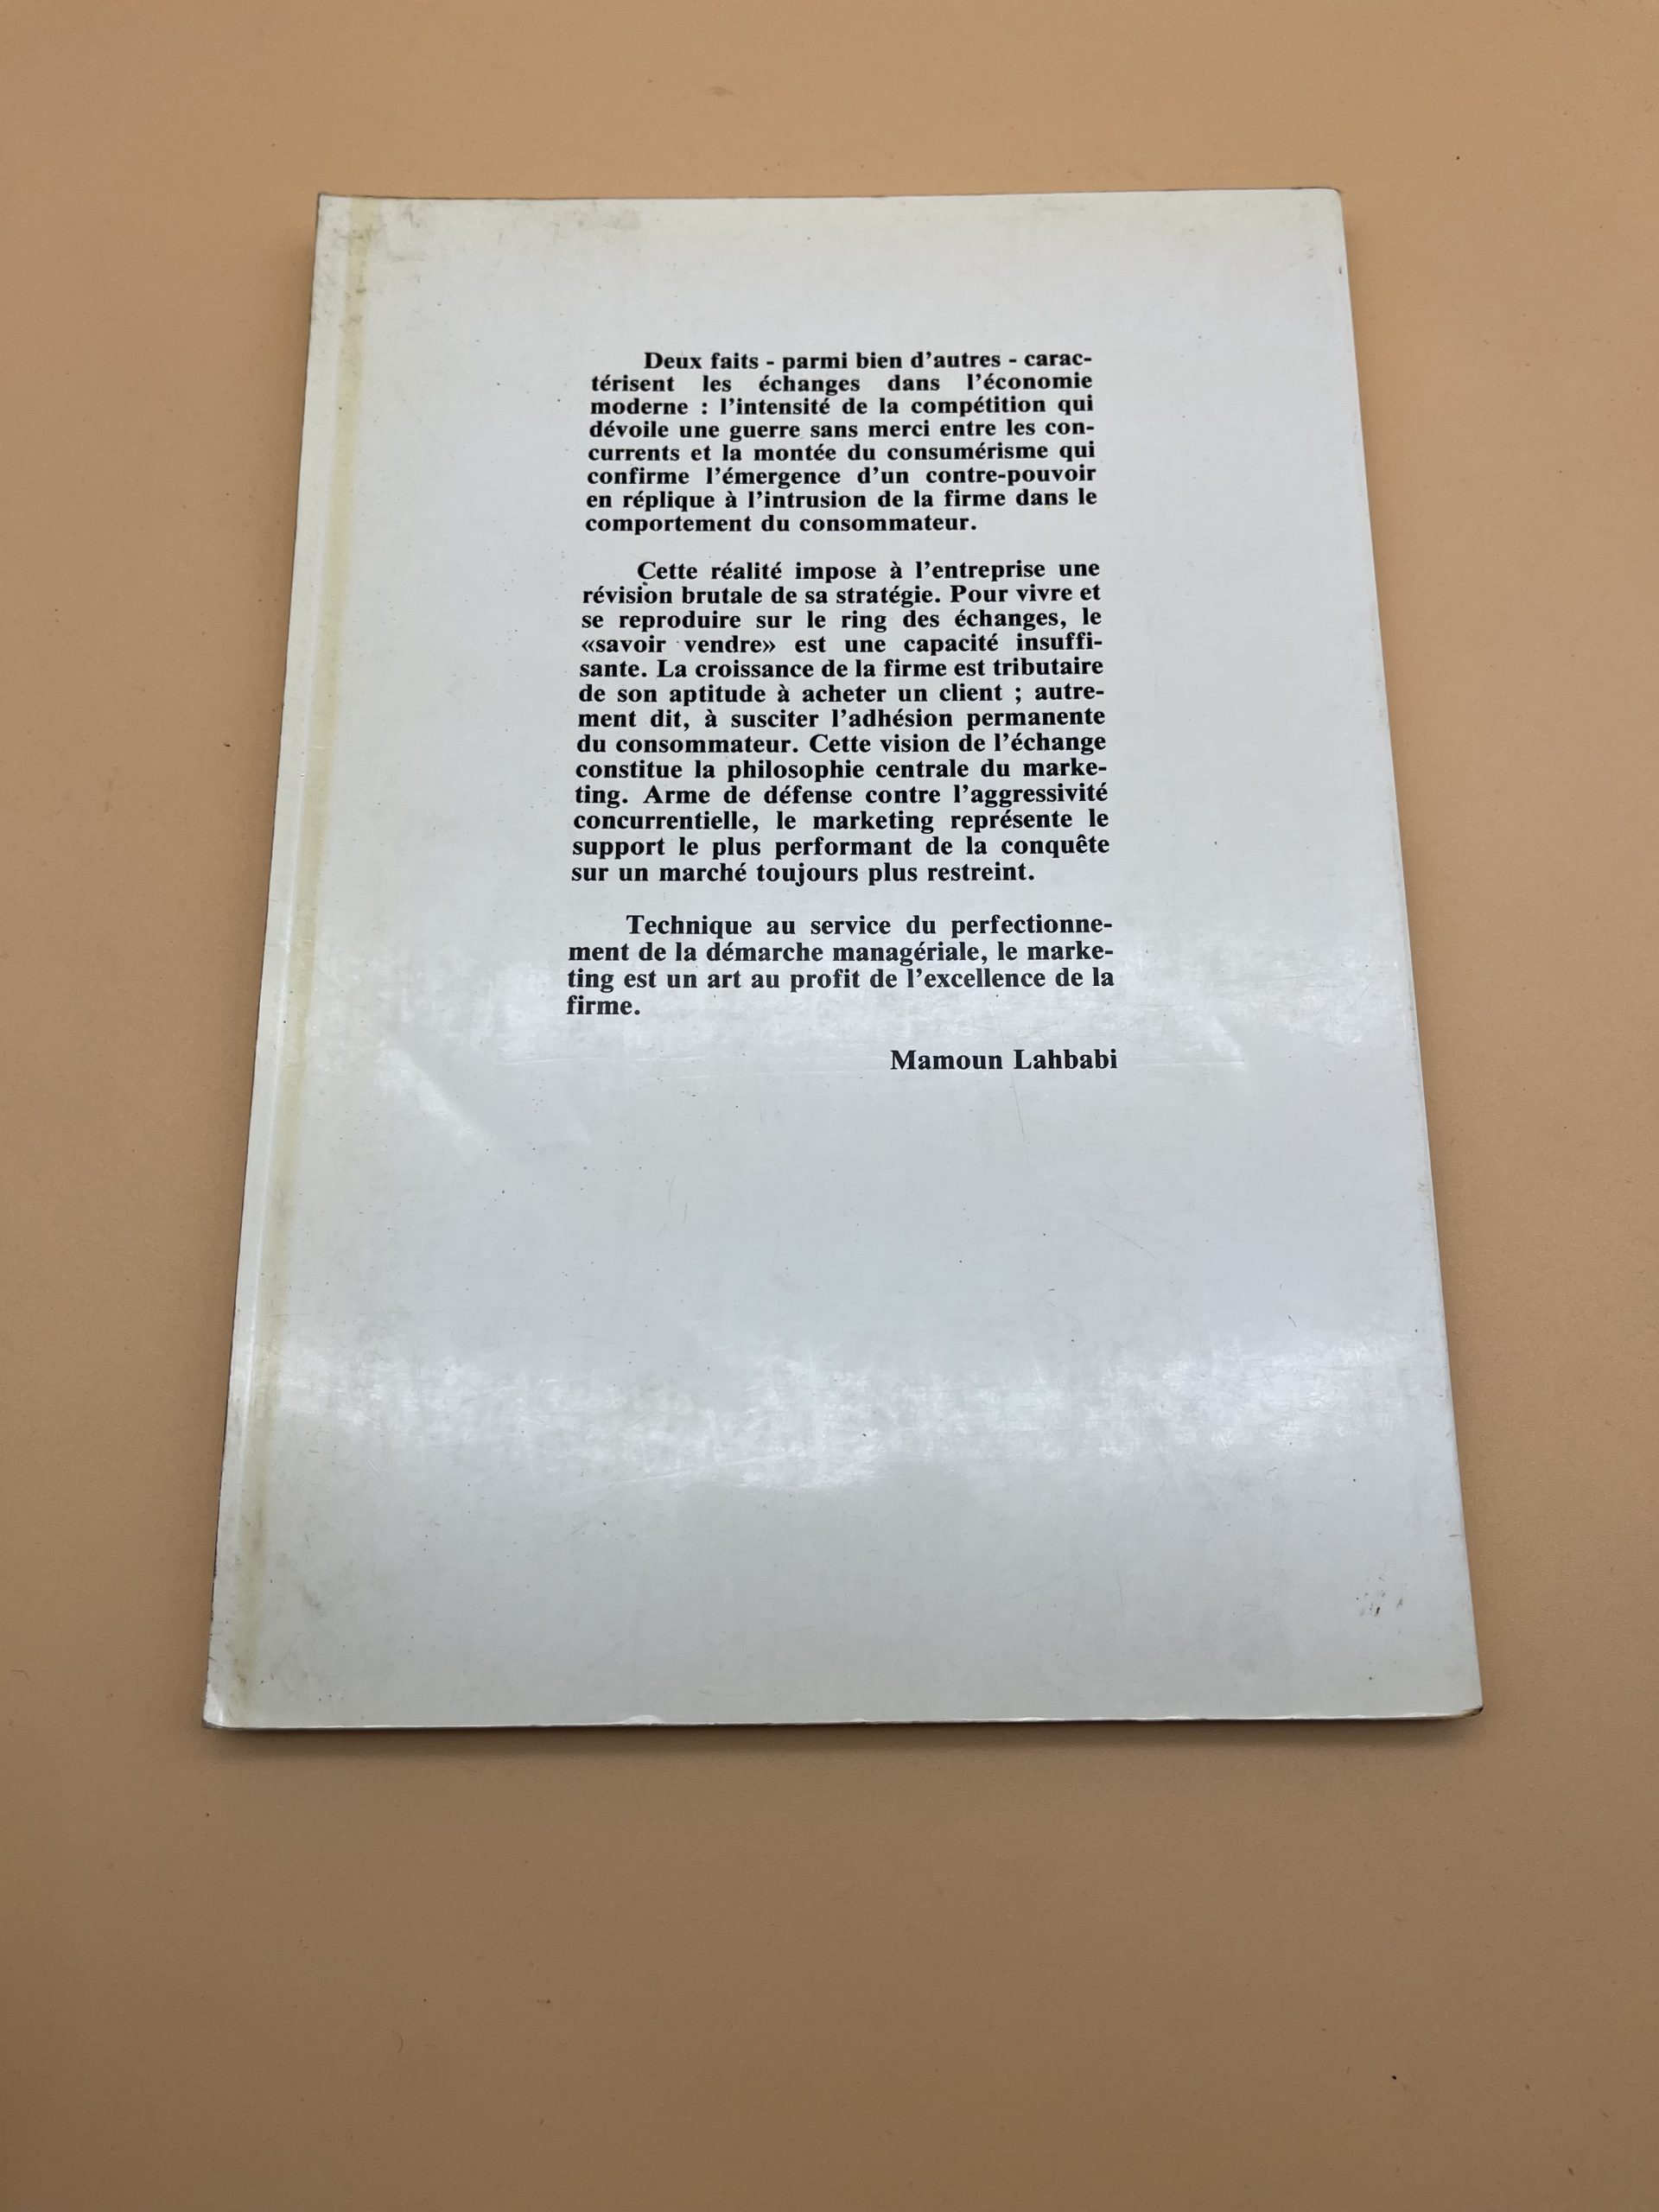 Deux faits - parmi bien d'autres - carac-
térisent les échanges dans l'économie
moderne : l'intensité de la compétition qui
dévoile une guerre sans merci entre les con-
currents et la montée du consumérisme qui
confirme l'émergence d'un contre-pouvoir
en réplique à l'intrusion de la firme dans le
comportement du consommateur.
Cette réalité impose à l'entreprise une
révision brutale de sa stratégie. Pour vivre et
se reproduire sur le ring des échanges, le
«savoir vendre» est une capacité insuffi-
sante. La croissance de la firme est tributaire
de son aptitude à acheter un client ; autre-
ment dit, à susciter l'adhésion permanente
du consommateur. Cette vision de l'échange
constitue la philosophie centrale du marke-
ting. Arme de défense contre l'aggressivité
concurrentielle, le marketing représente le
support le plus performant de la conquête
sur un marché toujours plus restreint.
Technique au service du perfectionne-
ment de la démarche managériale, le marke-
ting est un art au profit de l'excellence de la
firme.
Mamoun Lahbabi